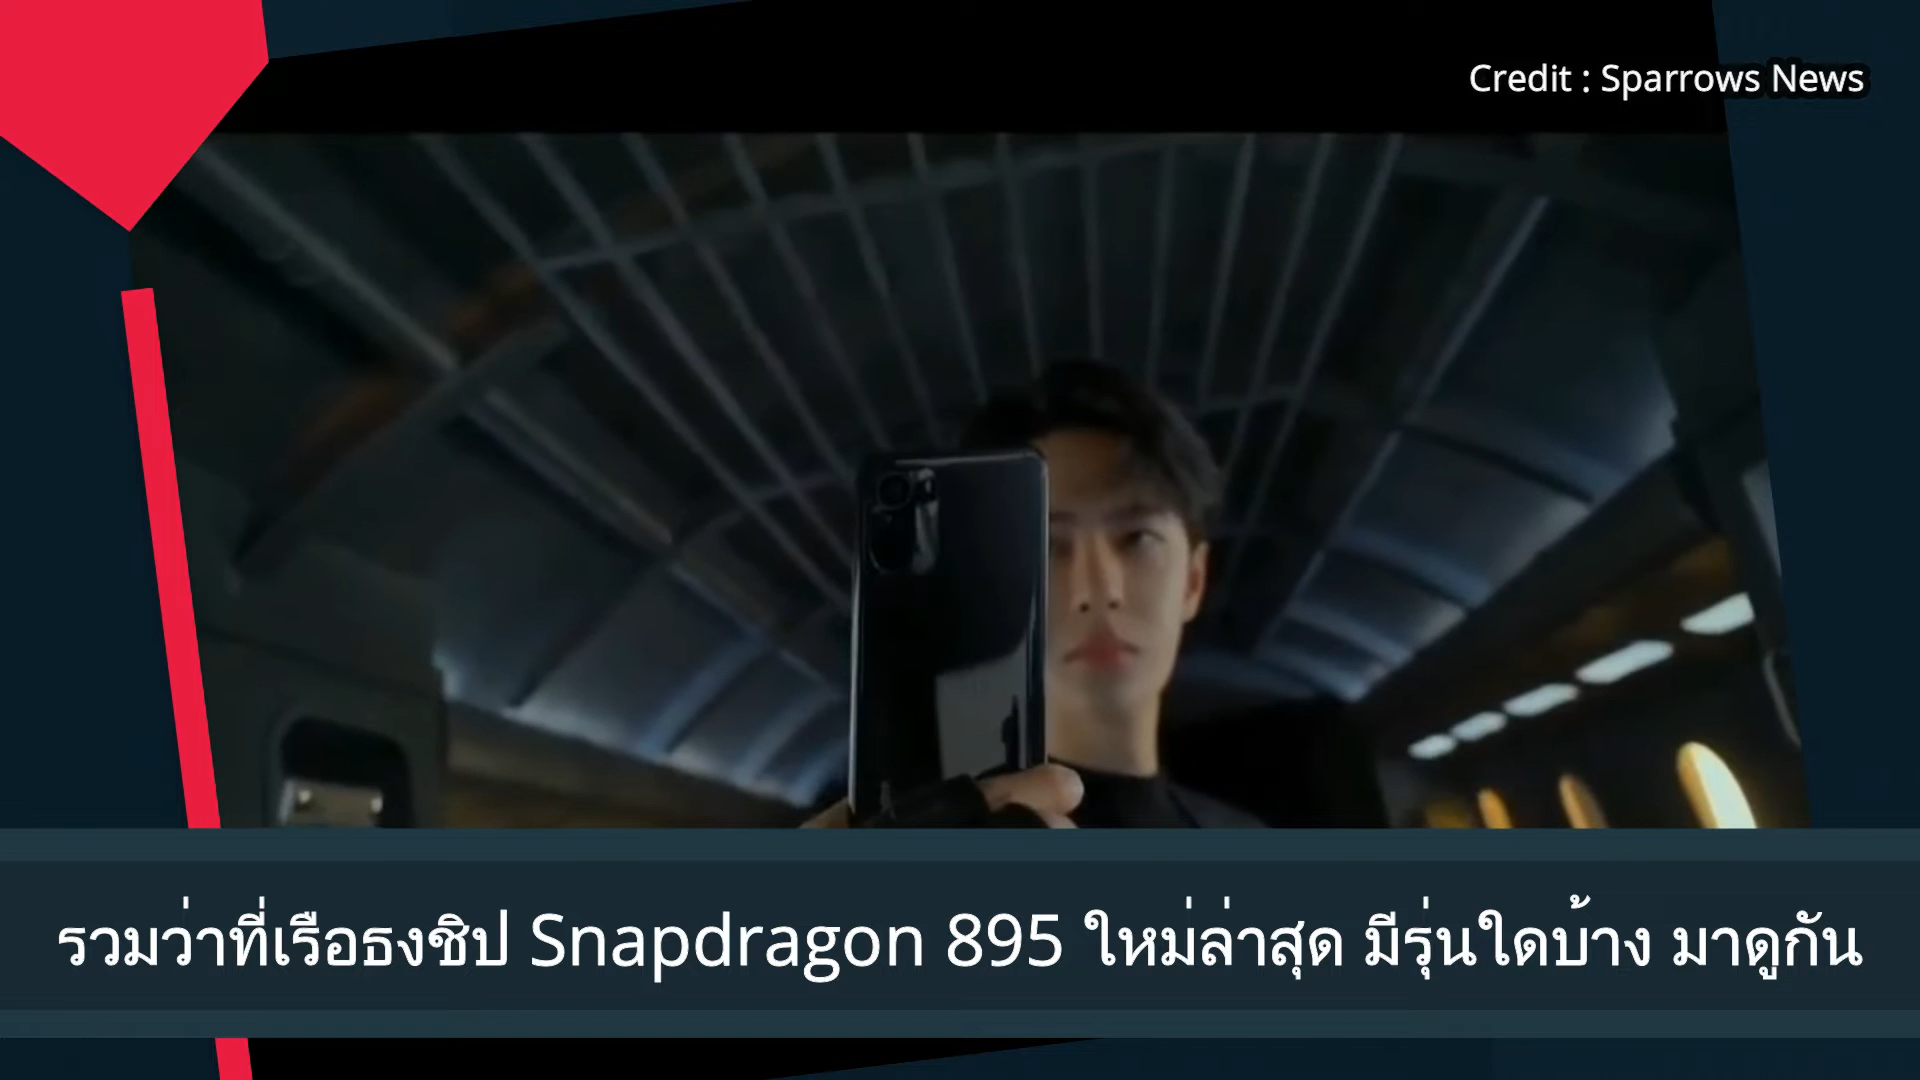 Credit : Sparrows News
รวมว่าที่เรือธงชิป Snapdragon 895 ใหม่ล่าสุด มีรุ่นใดบ้าง มาดูกัน